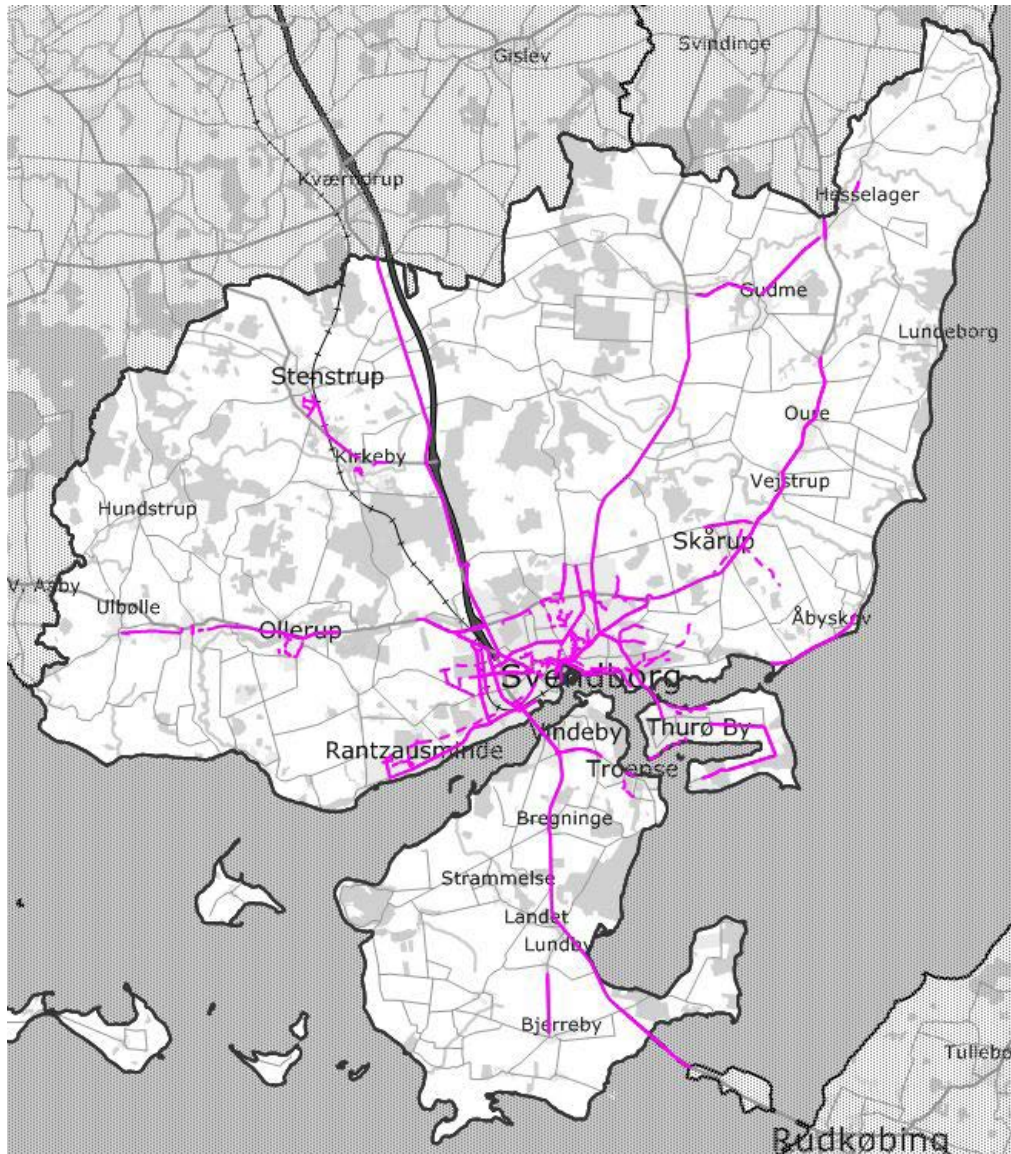 Svindinge
Gislev
Kværndrup
Hesselager
Gudme
Lundeborg
Stenstrup
Oure
Kirkeby
Vejstrup
Hundstrup
Skårup
V. Aaby
Ulbølle
Ollerup
Åbyskov
Svendborg
Vindeby
Thurø By
Rantzausminde
Troense
Bregninge
Strammelse
Landet
Lundby
Bjerreby
Tullebø
Rudkøbing